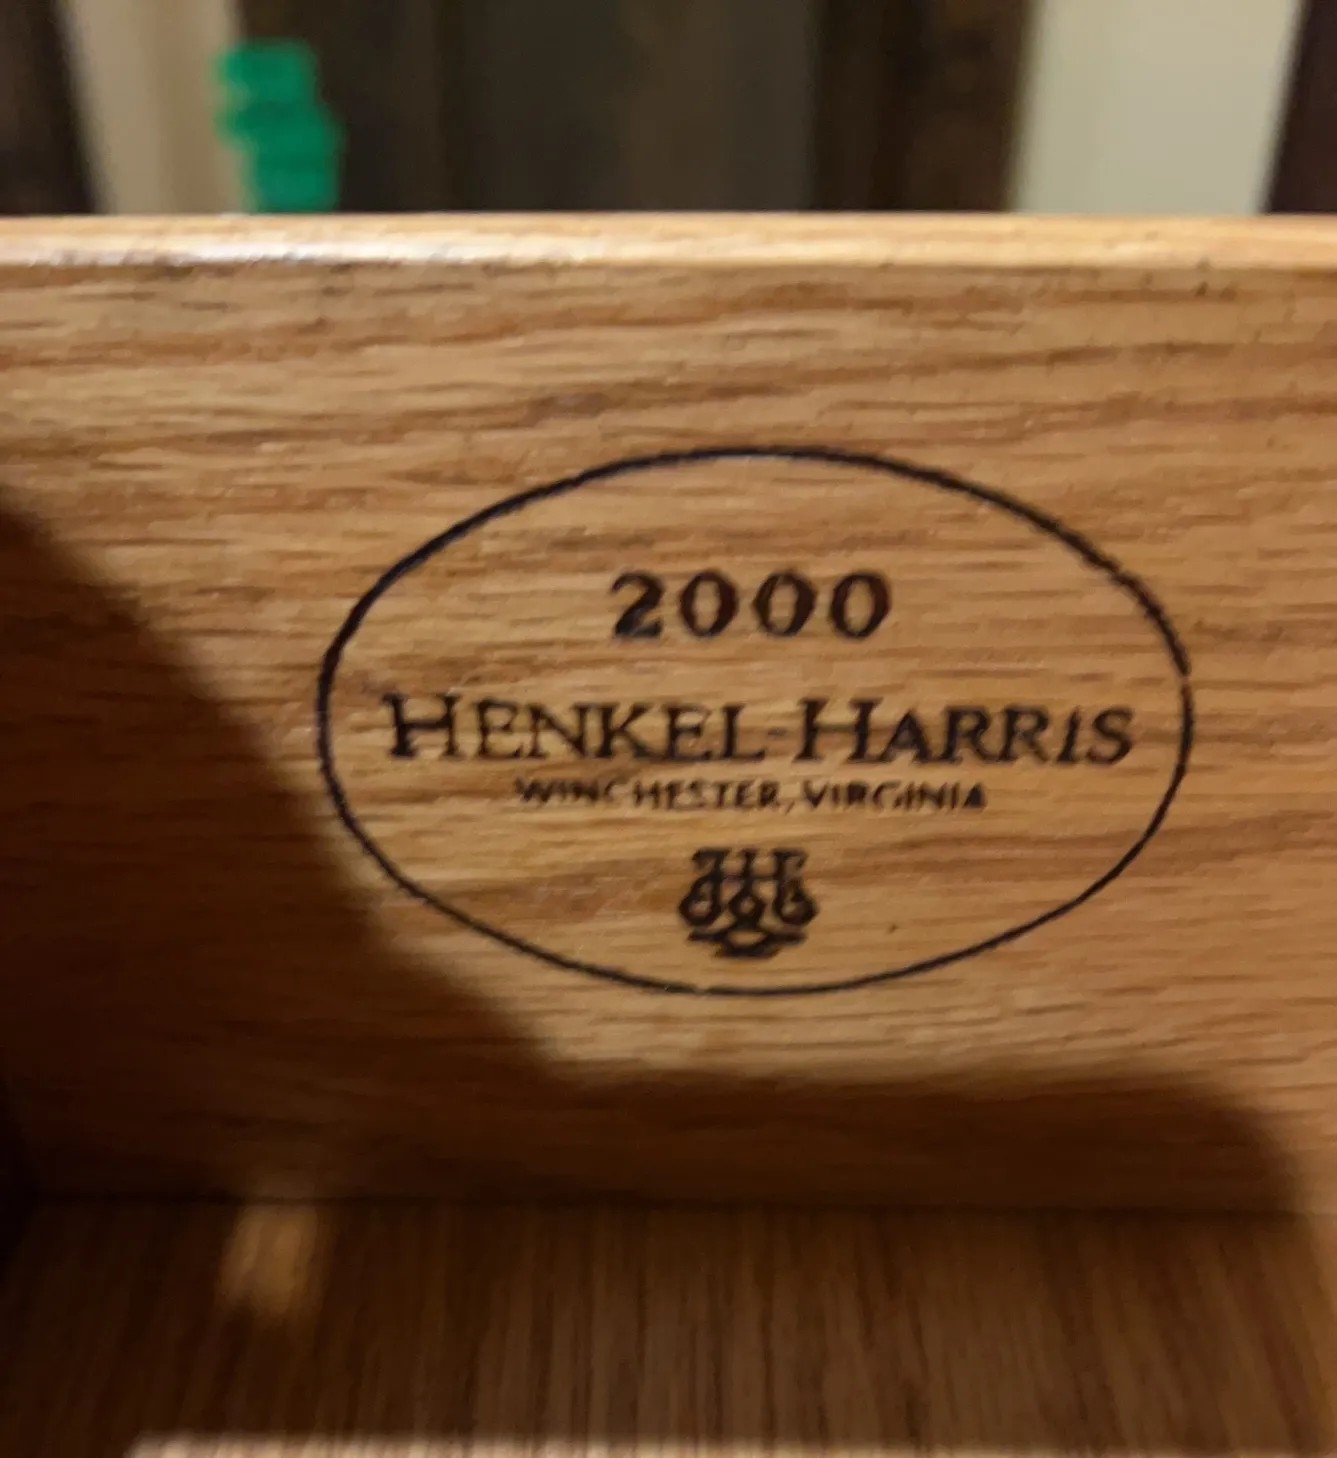 2000
HENKEL-HARRIS
WINCHESTER, VIRGINIA